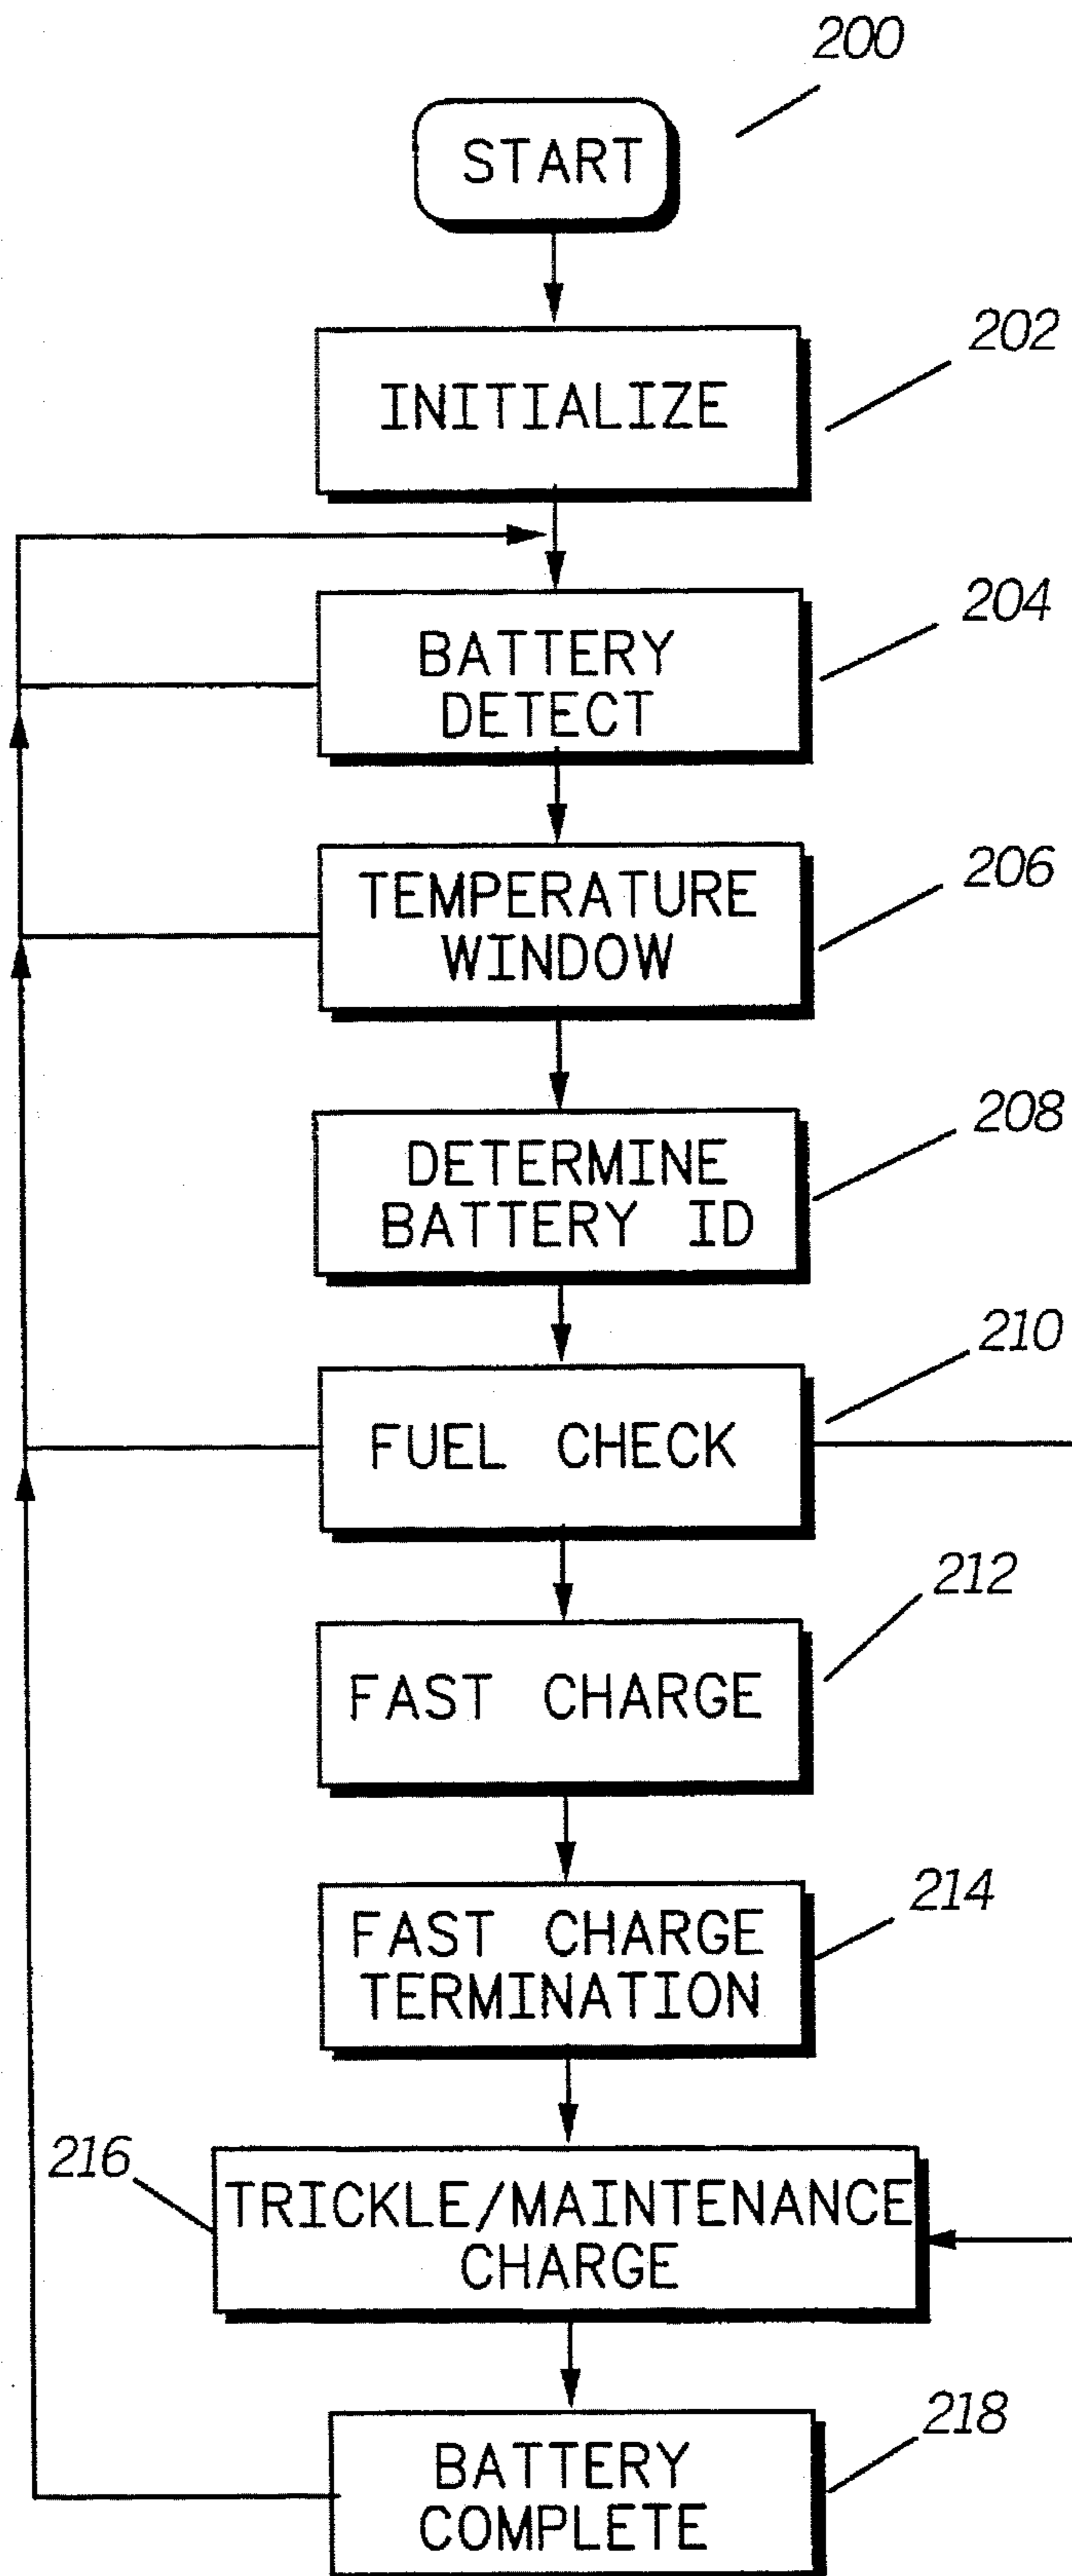 200
START
202
INITIALIZE
204
BATTERY
DETECT
206
TEMPERATURE
WINDOW
208
DETERMINE
BATTERY ID
210
FUEL CHECK
212
FAST CHARGE
214
FAST CHARGE
TERMINATION
216
TRICKLE/MAINTENANCE
CHARGE
218
BATTERY
COMPLETE